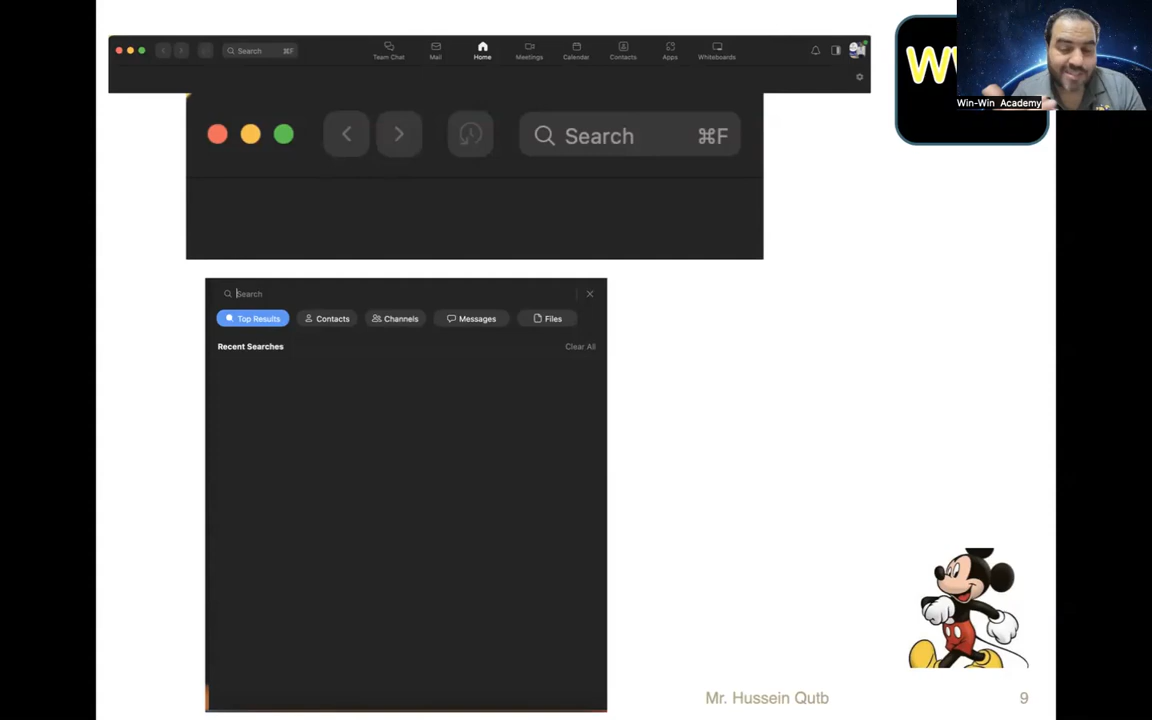 Search ⌘F
Team Chat Mail Home Meetings Calendar Contacts Apps Whiteboards
Win-Win Academy
Search ⌘F
Search
Top Results Contacts Channels Messages Files
Recent Searches Clear All
Mr. Hussein Qutb 9